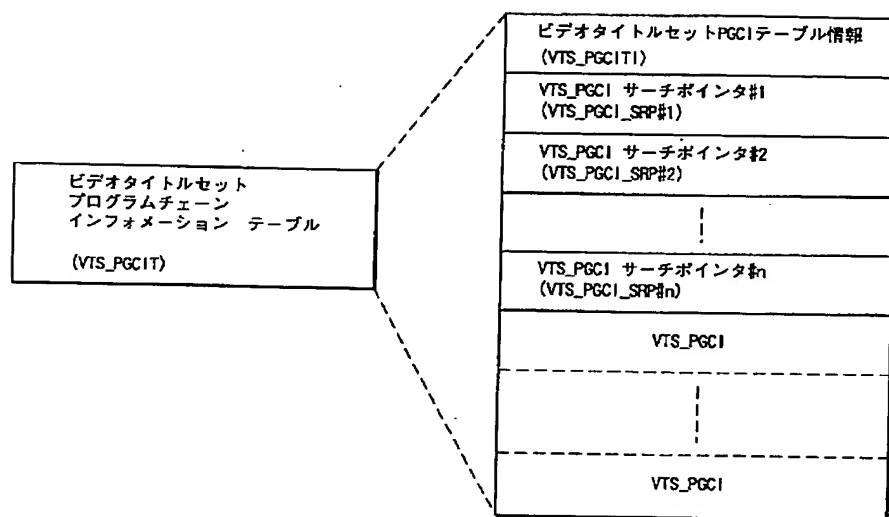 ビデオタイトルセット
プログラムチェーン
インフォメーション テーブル
(VTS_PGCIT)
ビデオタイトルセットPGCIテーブル情報
(VTS_PGCITI)
VTS_PGCI サーチポインタ#1
(VTS_PGCI_SRP#1)
VTS_PGCI サーチポインタ#2
(VTS_PGCI_SRP#2)
VTS_PGCI サーチポインタ#n
(VTS_PGCI_SRP#n)
VTS_PGCI
VTS_PGCI